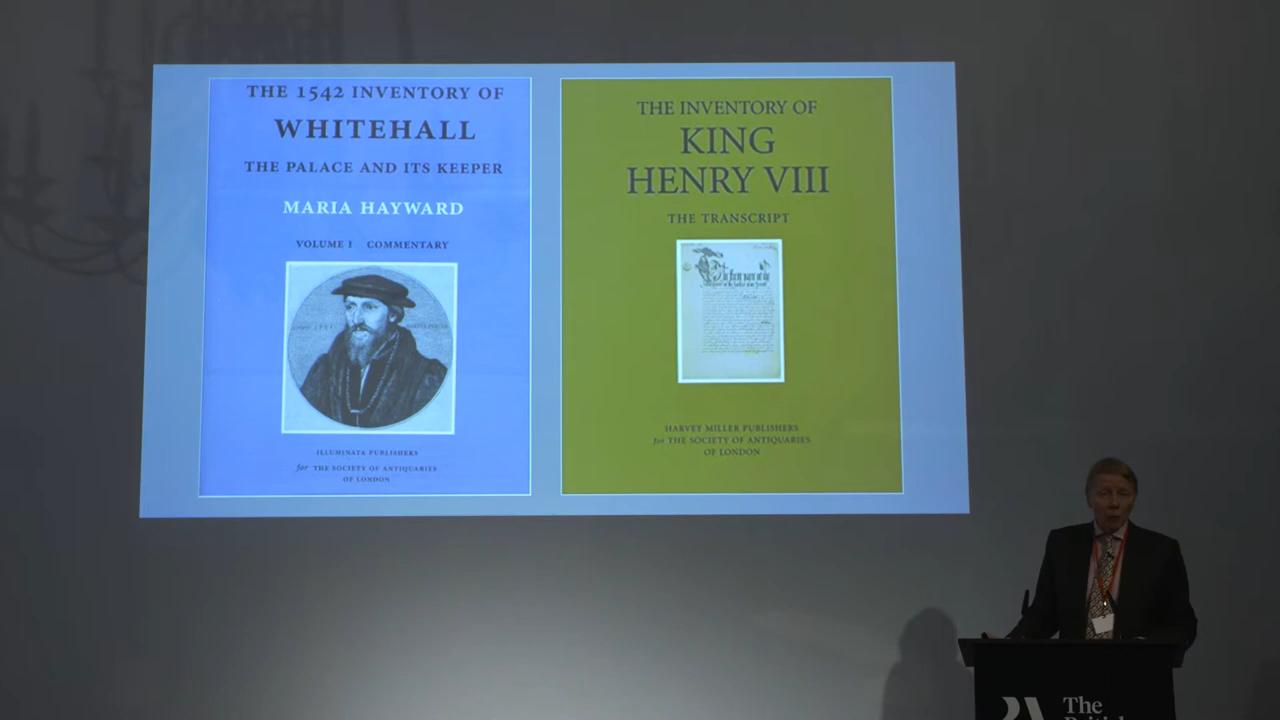 THE 1542 INVENTORY OF
WHITEHALL
THE PALACE AND ITS KEEPER
MARIA HAYWARD
VOLUME I COMMENTARY
ILLUMINATA PUBLISHERS
for THE SOCIETY OF ANTIQUARIES
OF LONDON
THE INVENTORY OF
KING
HENRY VIII
THE TRANSCRIPT
HARVEY MILLER PUBLISHERS
for THE SOCIETY OF ANTIQUARIES
OF LONDON
The